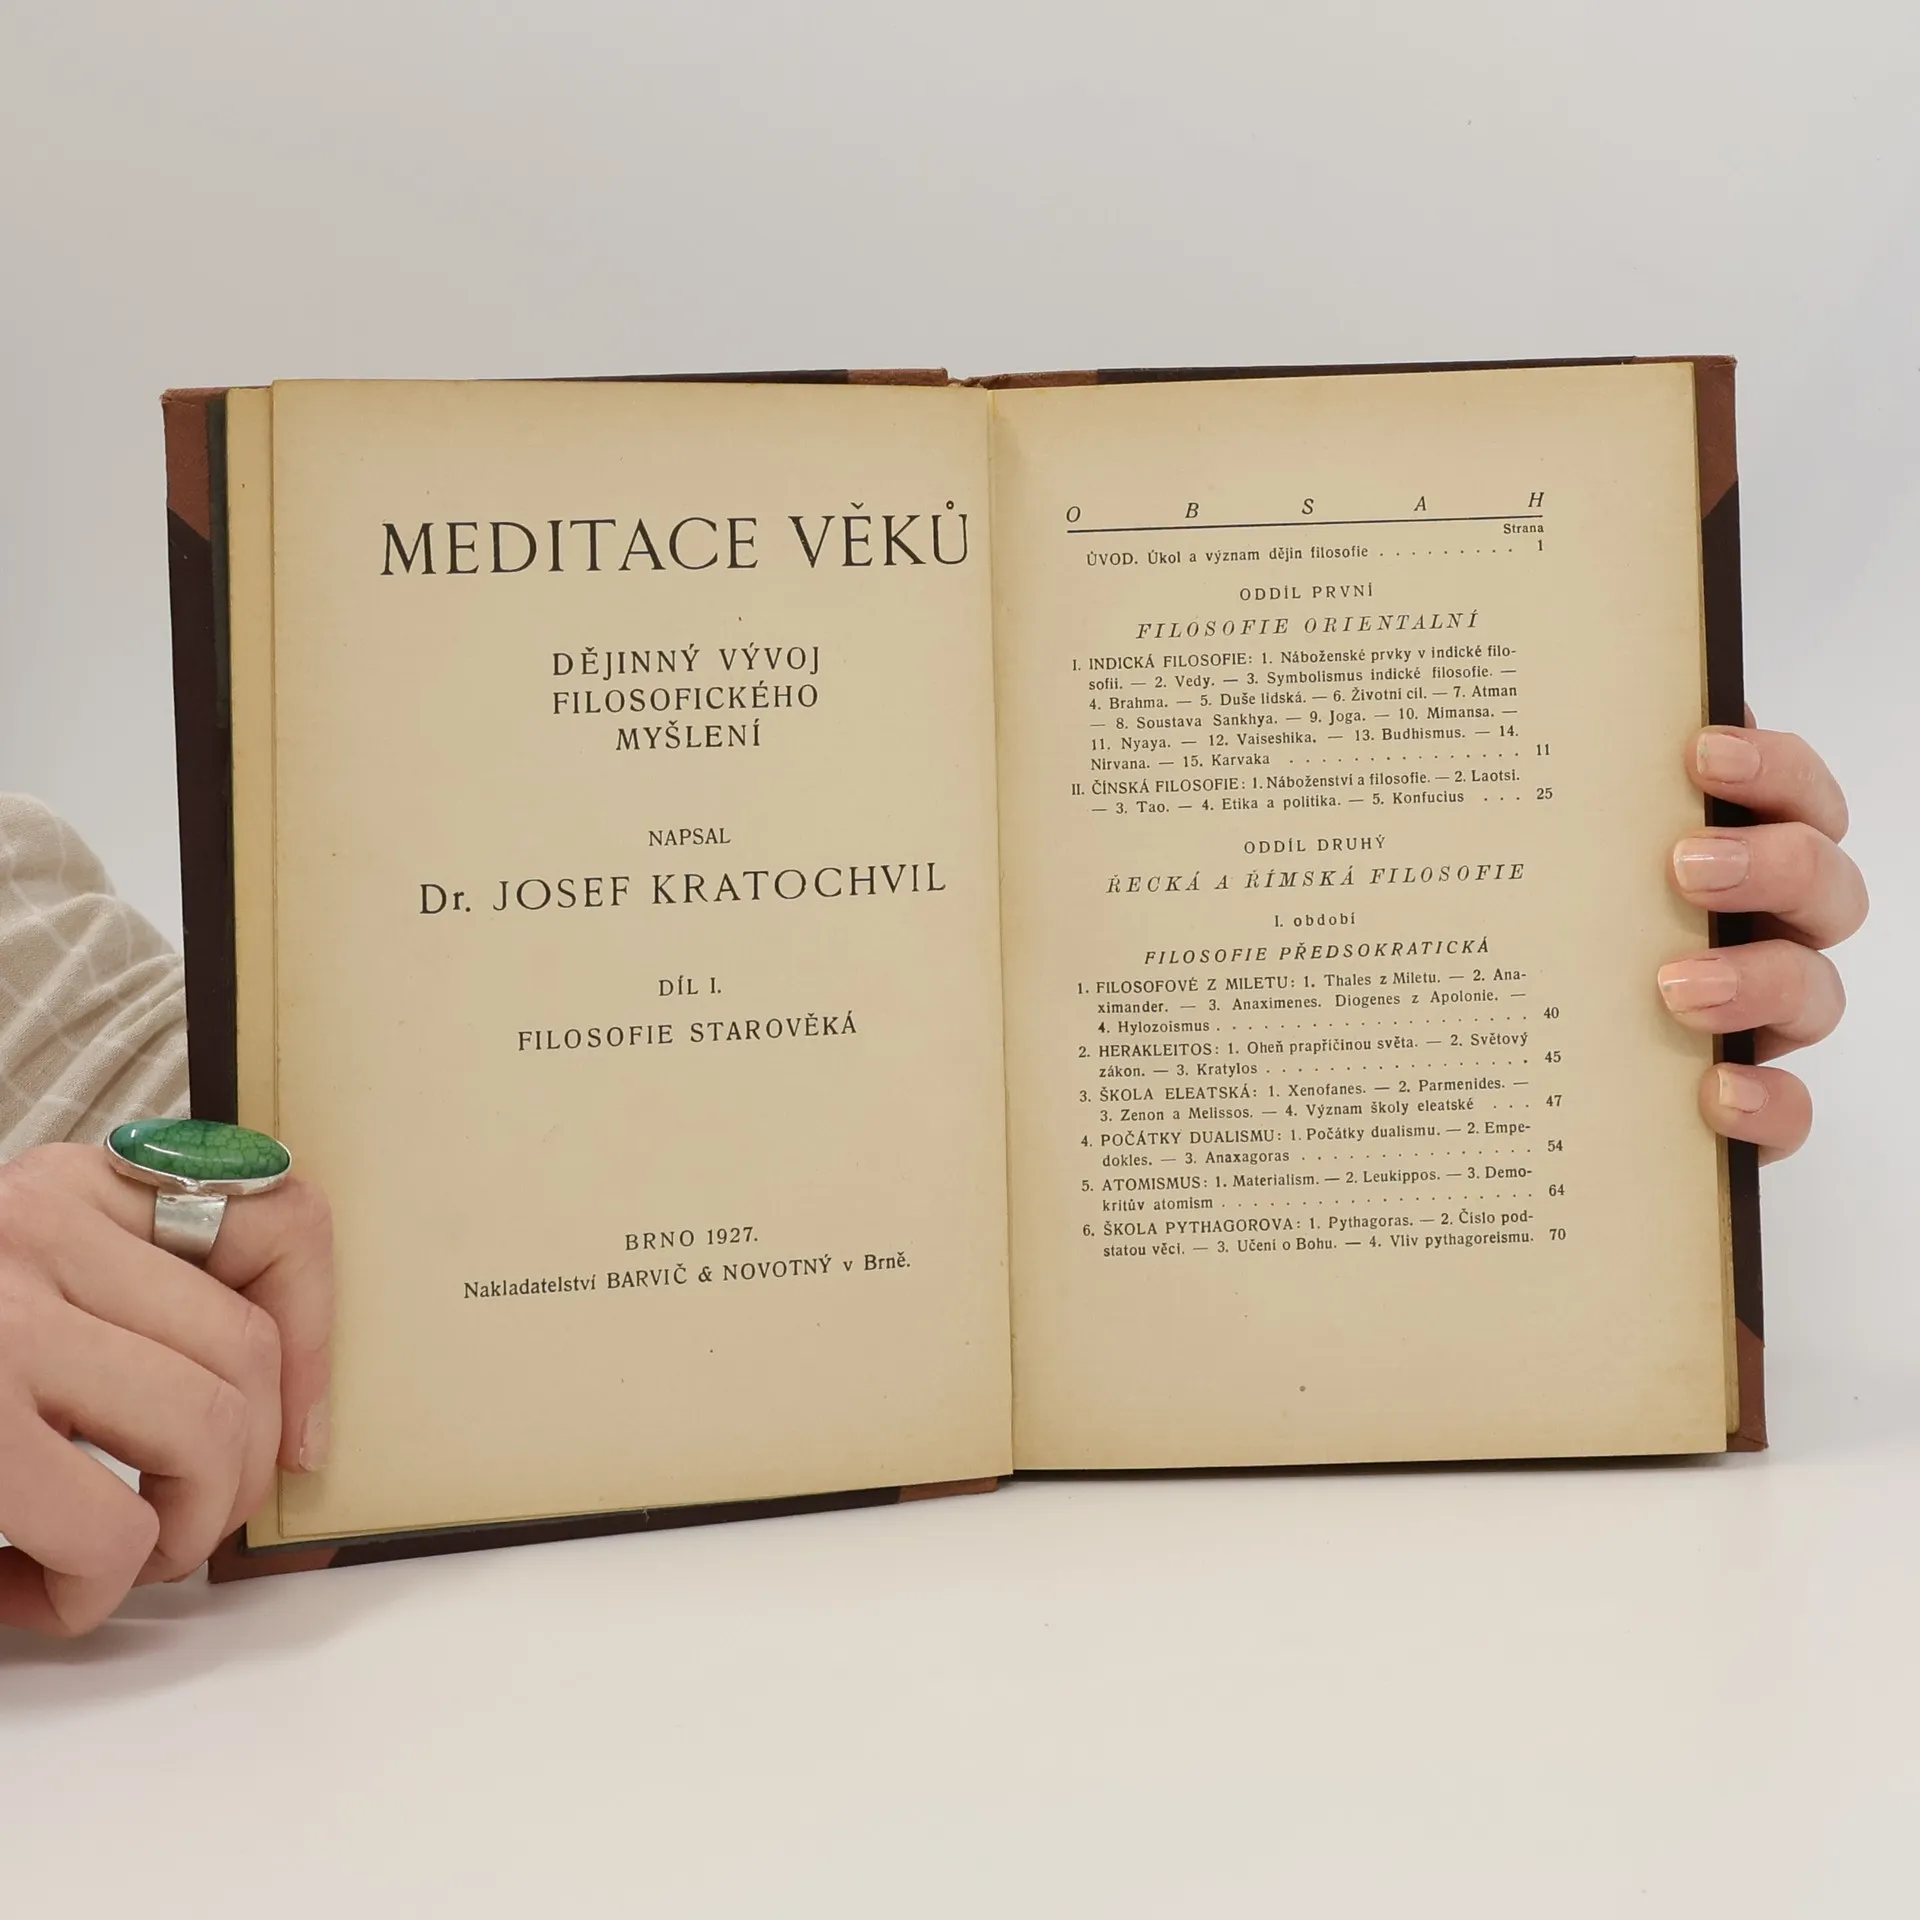 MEDITACE VĚKŮ
DĚJINNÝ VÝVOJ
FILOSOFICKÉHO
MYŠLENÍ
NAPSAL
Dr. JOSEF KRATOCHVIL
DÍL I.
FILOSOFIE STAROVĚKÁ
BRNO 1927.
Nakladatelství BARVIČ & NOVOTNÝ v Brně.
OBSAH
Strana
ÚVOD. Úkol a význam dějin filosofie . . . . . . . . . 1
ODDÍL PRVNÍ
FILOSOFIE ORIENTALNÍ
I. INDICKÁ FILOSOFIE: 1. Náboženské prvky v indické filo-
sofii. — 2. Vedy. — 3. Symbolismus indické filosofie. —
4. Brahma. — 5. Duše lidská. — 6. Životní cíl. — 7. Atman
— 8. Soustava Sankhya. — 9. Joga. — 10. Mimansa. —
11. Nyaya. — 12. Vaiseshika. — 13. Budhismus. — 14.
Nirvana. — 15. Karvaka . . . . . . . . . . . . . . . 11
II. ČÍNSKÁ FILOSOFIE: 1. Náboženství a filosofie. — 2. Laotsi.
— 3. Tao. — 4. Etika a politika. — 5. Konfucius . . . 25
ODDÍL DRUHÝ
ŘECKÁ A ŘÍMSKÁ FILOSOFIE
I. období
FILOSOFIE PŘEDSOKRATICKÁ
1. FILOSOFOVÉ Z MILETU: 1. Thales z Miletu. — 2. Ana-
ximander. — 3. Anaximenes. Diogenes z Apolonie. —
4. Hylozoismus . . . . . . . . . . . . . . . . . . . . 40
2. HERAKLEITOS: 1. Oheň prapříčinou světa. — 2. Světový
zákon. — 3. Kratylos . . . . . . . . . . . . . . . . . 45
3. ŠKOLA ELEATSKÁ: 1. Xenofanes. — 2. Parmenides. —
3. Zenon a Melissos. — 4. Význam školy eleatské . . . 47
4. POČÁTKY DUALISMU: 1. Počátky dualismu. — 2. Empe-
dokles. — 3. Anaxagoras . . . . . . . . . . . . . . . 54
5. ATOMISMUS: 1. Materialism. — 2. Leukippos. — 3. Demo-
kritův atomism . . . . . . . . . . . . . . . . . . . . 64
6. ŠKOLA PYTHAGOROVA: 1. Pythagoras. — 2. Číslo pod-
statou věcí. — 3. Učení o Bohu. — 4. Vliv pythagoreismu. 70